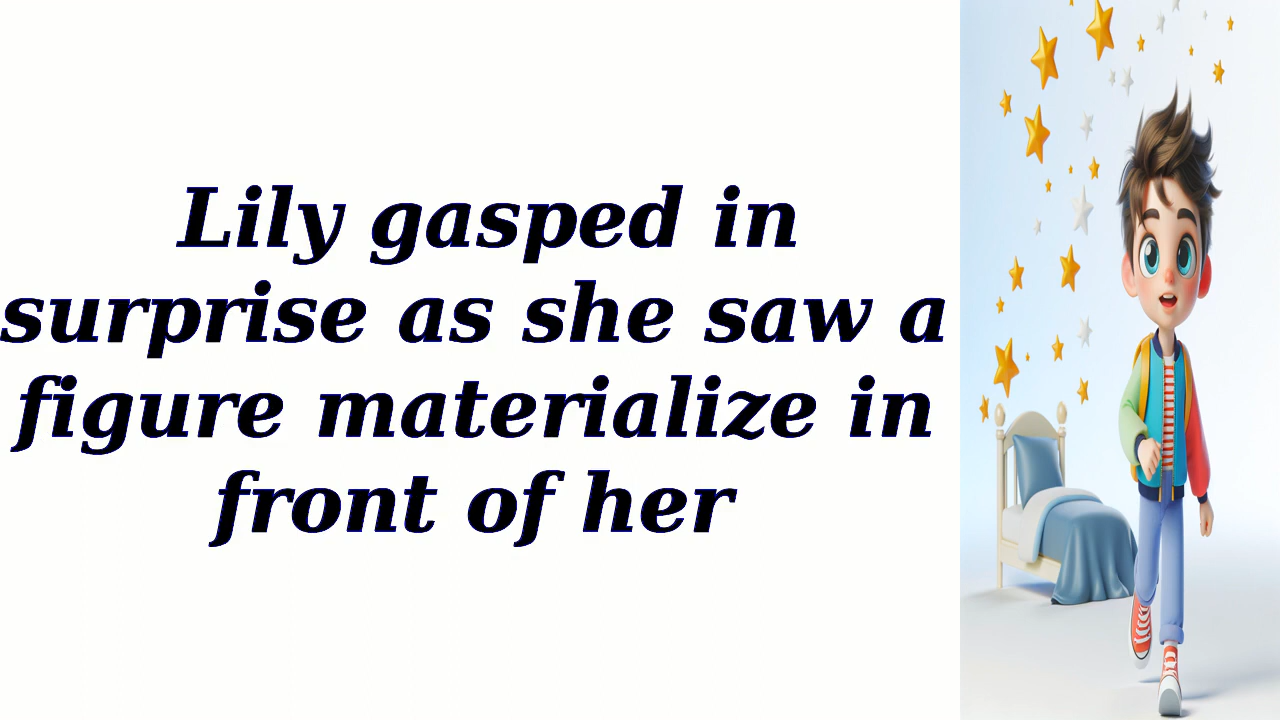 Lily gasped in
surprise as she saw a
figure materialize in
front of her